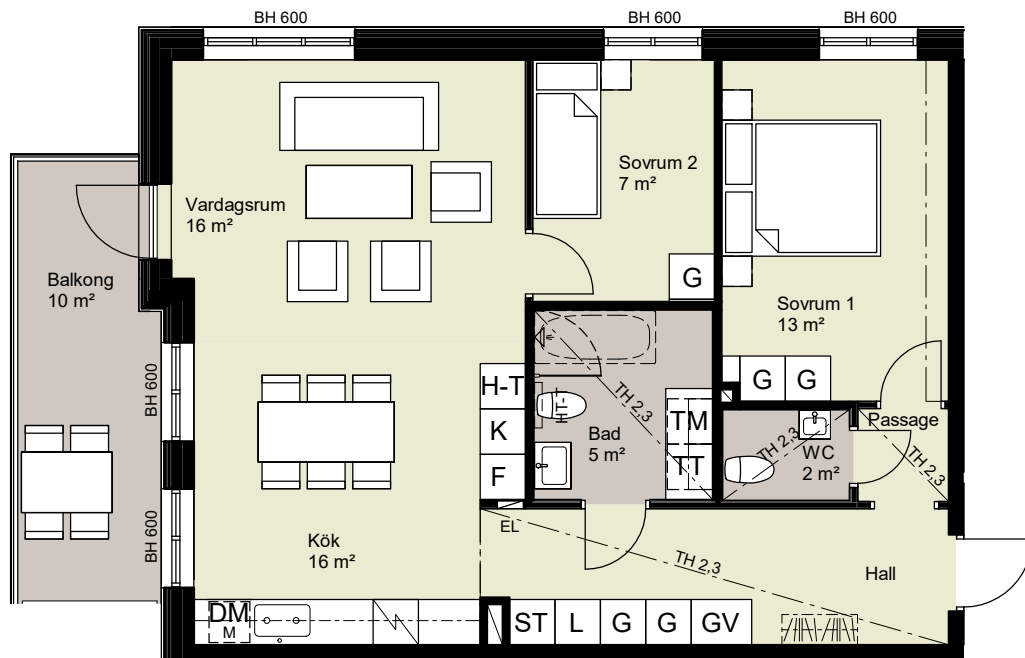 BH 600
BH 600
BH 600
Sovrum 2
7 m²
Vardagsrum
16 m²
Balkong
10 m²
G
Sovrum 1
13 m²
BH 600
H-T
K
F
HT-T
TH 2,3
Bad
5 m²
TM
TT
G
G
Passage
TH 2,3
WC
2 m²
TH 2,3
BH 600
Kök
16 m²
EL
TH 2,3
Hall
DM
M
ST
L
G
G
GV